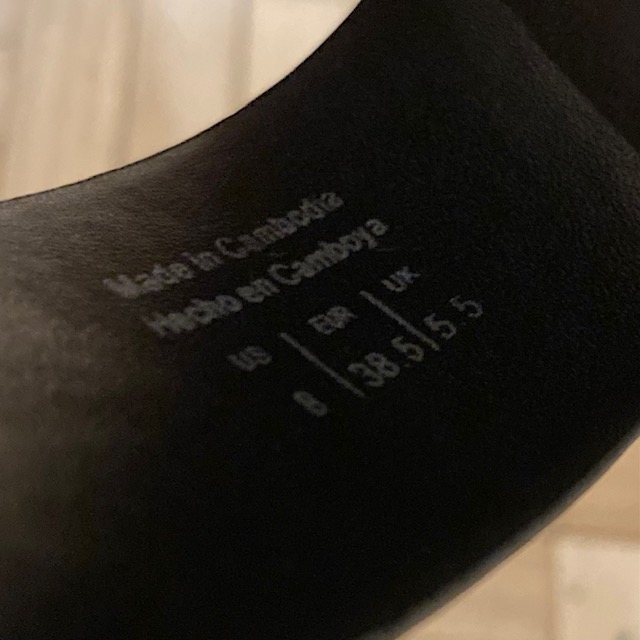 Made in Cambodia
Hecho en Camboya
US EUR UK
8 38.5 5.5